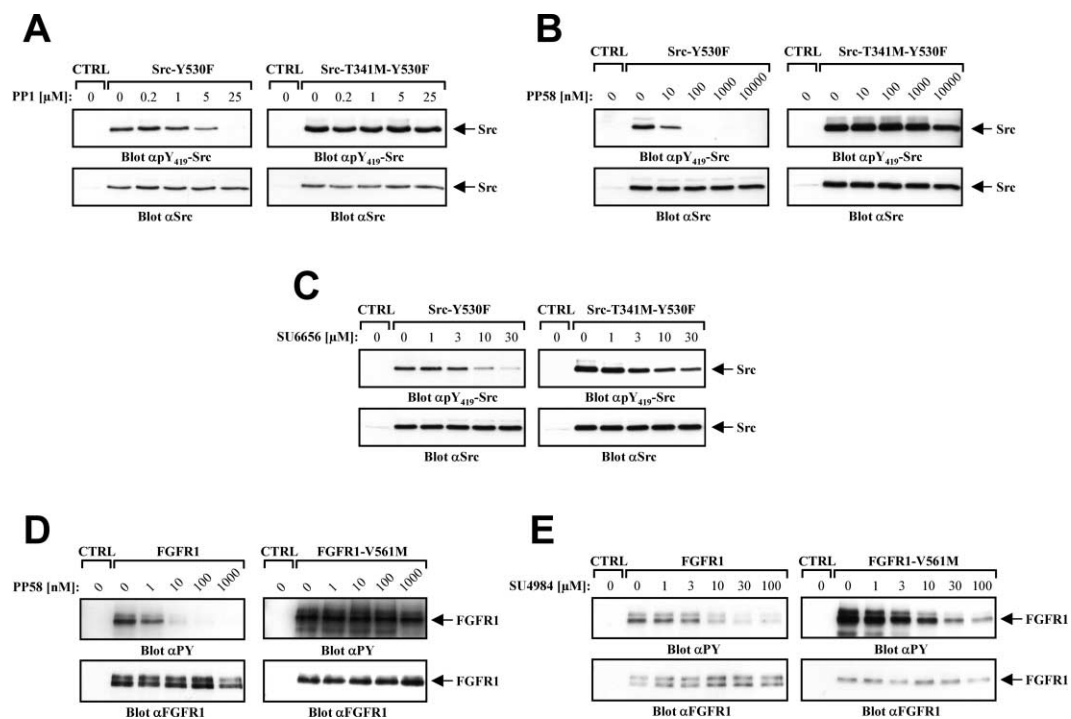 A
CTRL Src-Y530F CTRL Src-T341M-Y530F
PP1 [μM]: 0 0 0.2 1 5 25 0 0 0.2 1 5 25
Src
Blot αpY419-Src Blot αpY419-Src
Src
Blot αSrc Blot αSrc
B
CTRL Src-Y530F CTRL Src-T341M-Y530F
PP58 [nM]: 0 0 10 100 1000 10000 0 0 10 100 1000 10000
Src
Blot αpY419-Src Blot αpY419-Src
Src
Blot αSrc Blot αSrc
C
CTRL Src-Y530F CTRL Src-T341M-Y530F
SU6656 [μM]: 0 0 1 3 10 30 0 0 1 3 10 30
Src
Blot αpY419-Src Blot αpY419-Src
Src
Blot αSrc Blot αSrc
D
CTRL FGFR1 CTRL FGFR1-V561M
PP58 [nM]: 0 0 1 10 100 1000 0 0 1 10 100 1000
FGFR1
Blot αPY Blot αPY
FGFR1
Blot αFGFR1 Blot αFGFR1
E
CTRL FGFR1 CTRL FGFR1-V561M
SU4984 [μM]: 0 0 1 3 10 30 100 0 0 1 3 10 30 100
FGFR1
Blot αPY Blot αPY
FGFR1
Blot αFGFR1 Blot αFGFR1